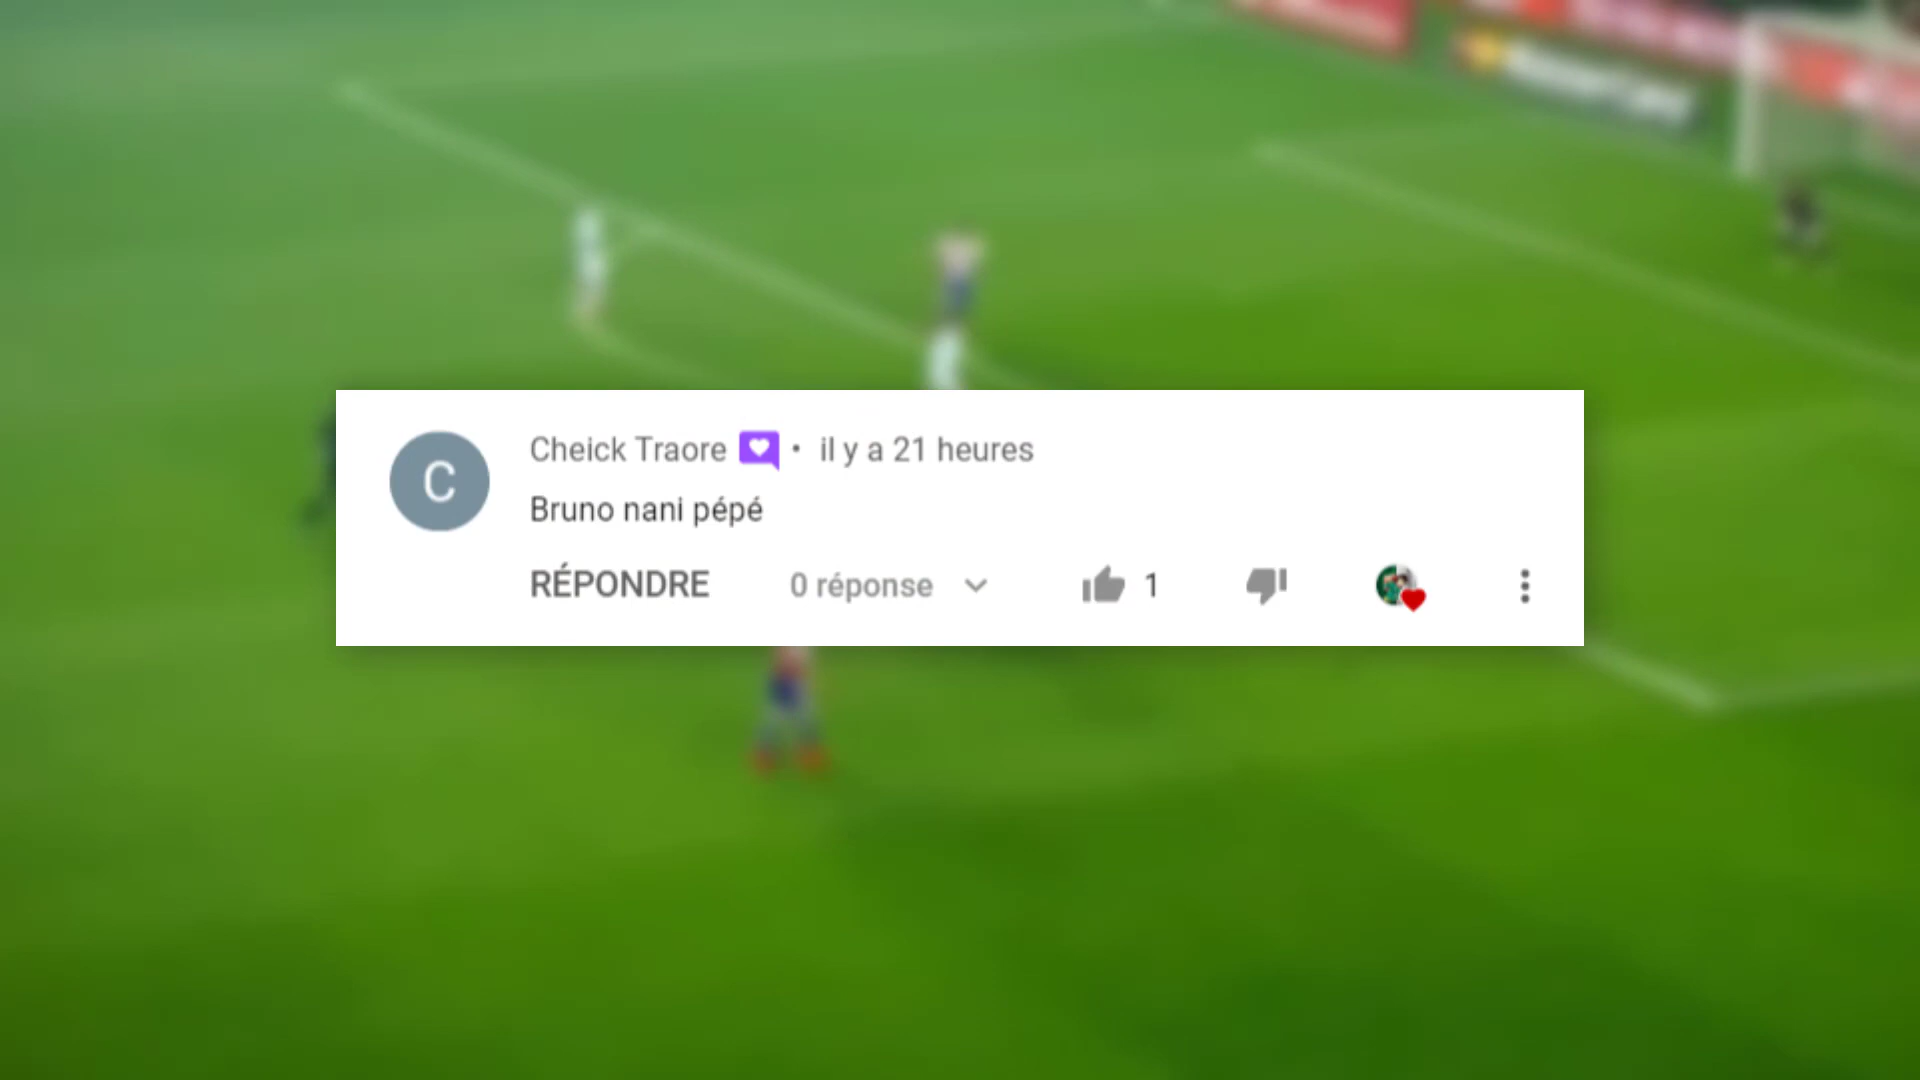 Cheick Traore • il y a 21 heures
Bruno nani pépé
RÉPONDRE 0 réponse 1